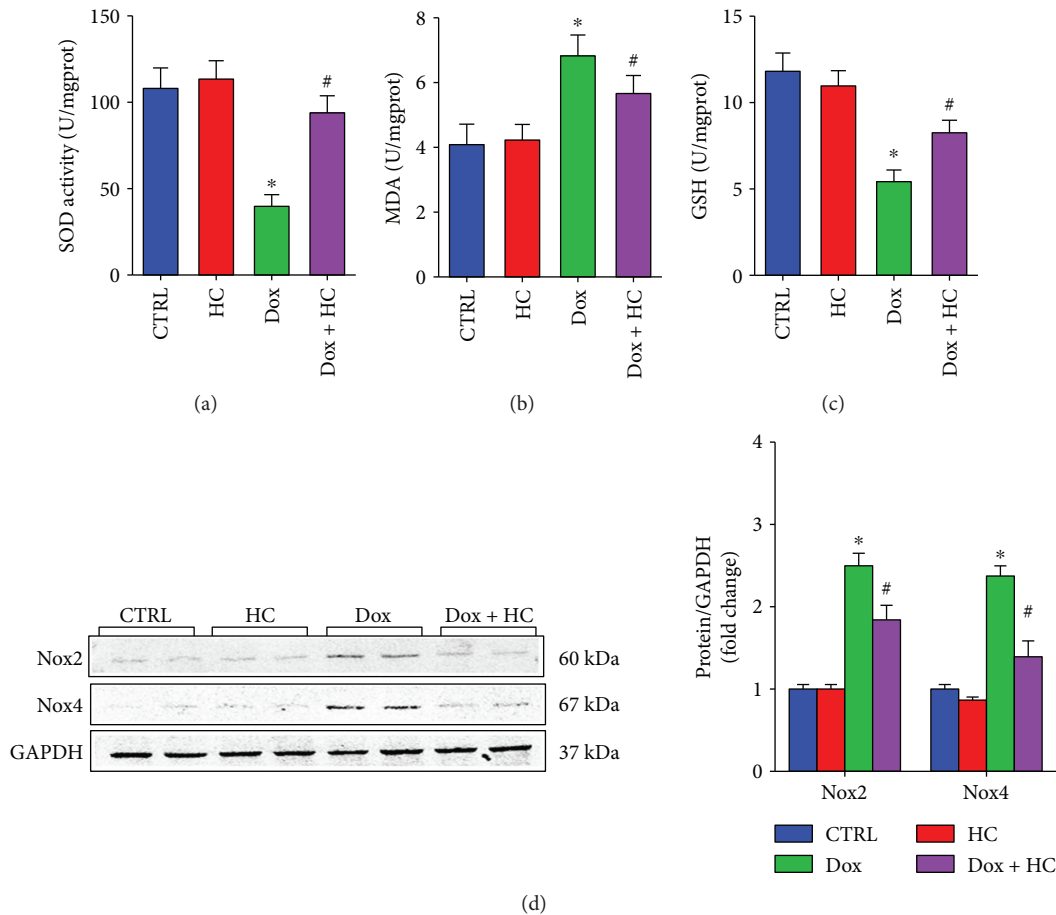 150
100
50
0
SOD activity (U/mgprot)
*
#
CTRL
HC
Dox
Dox + HC
(a)
8
6
4
2
0
MDA (U/mgprot)
*
#
CTRL
HC
Dox
Dox + HC
(b)
15
10
5
0
GSH (U/mgprot)
*
#
CTRL
HC
Dox
Dox + HC
(c)
CTRL HC Dox Dox + HC
Nox2 60 kDa
Nox4 67 kDa
GAPDH 37 kDa
4
3
2
1
0
Protein/GAPDH
(fold change)
*
#
*
#
Nox2 Nox4
CTRL HC
Dox Dox + HC
(d)